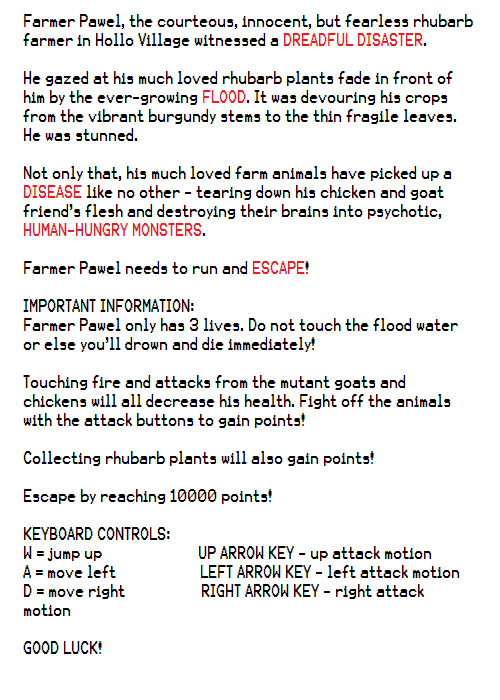 Farmer Pawel, the courteous, innocent, but fearless rhubarb
farmer in Hollo Village witnessed a DREADFUL DISASTER.
He gazed at his much loved rhubarb plants fade in front of
him by the ever-growing FLOOD. It was devouring his crops
from the vibrant burgundy stems to the thin fragile leaves.
He was stunned.
Not only that, his much loved farm animals have picked up a
DISEASE like no other - tearing down his chicken and goat
friend's flesh and destroying their brains into psychotic,
HUMAN-HUNGRY MONSTERS.
Farmer Pawel needs to run and ESCAPE!
IMPORTANT INFORMATION:
Farmer Pawel only has 3 lives. Do not touch the flood water
or else you'll drown and die immediately!
Touching fire and attacks from the mutant goats and
chickens will all decrease his health. Fight off the animals
with the attack buttons to gain points!
Collecting rhubarb plants will also gain points!
Escape by reaching 10000 points!
KEYBOARD CONTROLS:
W = jump up UP ARROW KEY - up attack motion
A = move left LEFT ARROW KEY - left attack motion
D = move right RIGHT ARROW KEY - right attack
motion
GOOD LUCK!